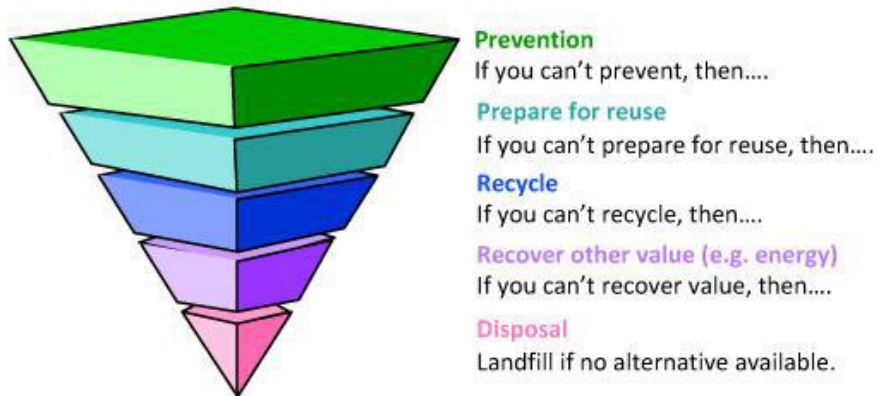 Prevention
If you can’t prevent, then....
Prepare for reuse
If you can’t prepare for reuse, then....
Recycle
If you can’t recycle, then....
Recover other value (e.g. energy)
If you can’t recover value, then....
Disposal
Landfill if no alternative available.